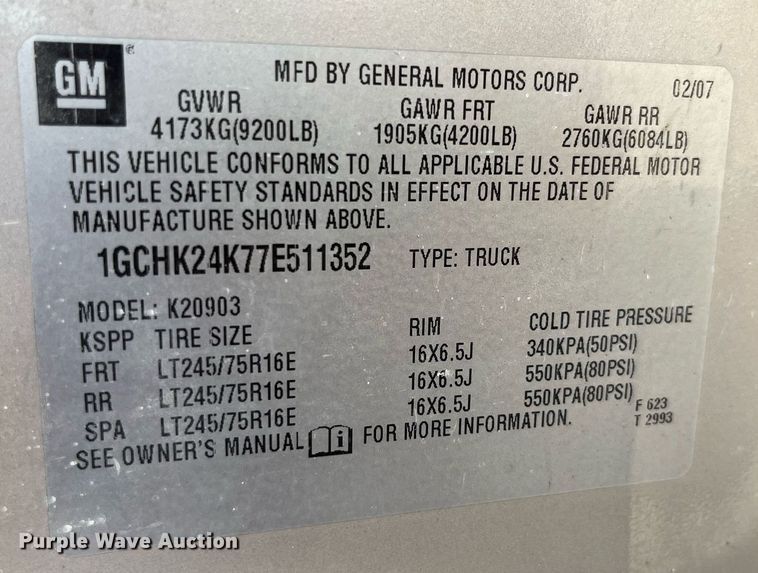 GM
MFD BY GENERAL MOTORS CORP. 02/07
GVWR GAWR FRT GAWR RR
4173KG(9200LB) 1905KG(4200LB) 2760KG(6084LB)
THIS VEHICLE CONFORMS TO ALL APPLICABLE U.S. FEDERAL MOTOR
VEHICLE SAFETY STANDARDS IN EFFECT ON THE DATE OF
MANUFACTURE SHOWN ABOVE.
1GCHK24K77E511352 TYPE: TRUCK
MODEL: K20903
KSPP TIRE SIZE RIM COLD TIRE PRESSURE
FRT LT245/75R16E 16X6.5J 340KPA(50PSI)
RR LT245/75R16E 16X6.5J 550KPA(80PSI)
SPA LT245/75R16E 16X6.5J 550KPA(80PSI)
F 623
T 2993
SEE OWNER'S MANUAL i FOR MORE INFORMATION.
Purple Wave Auction